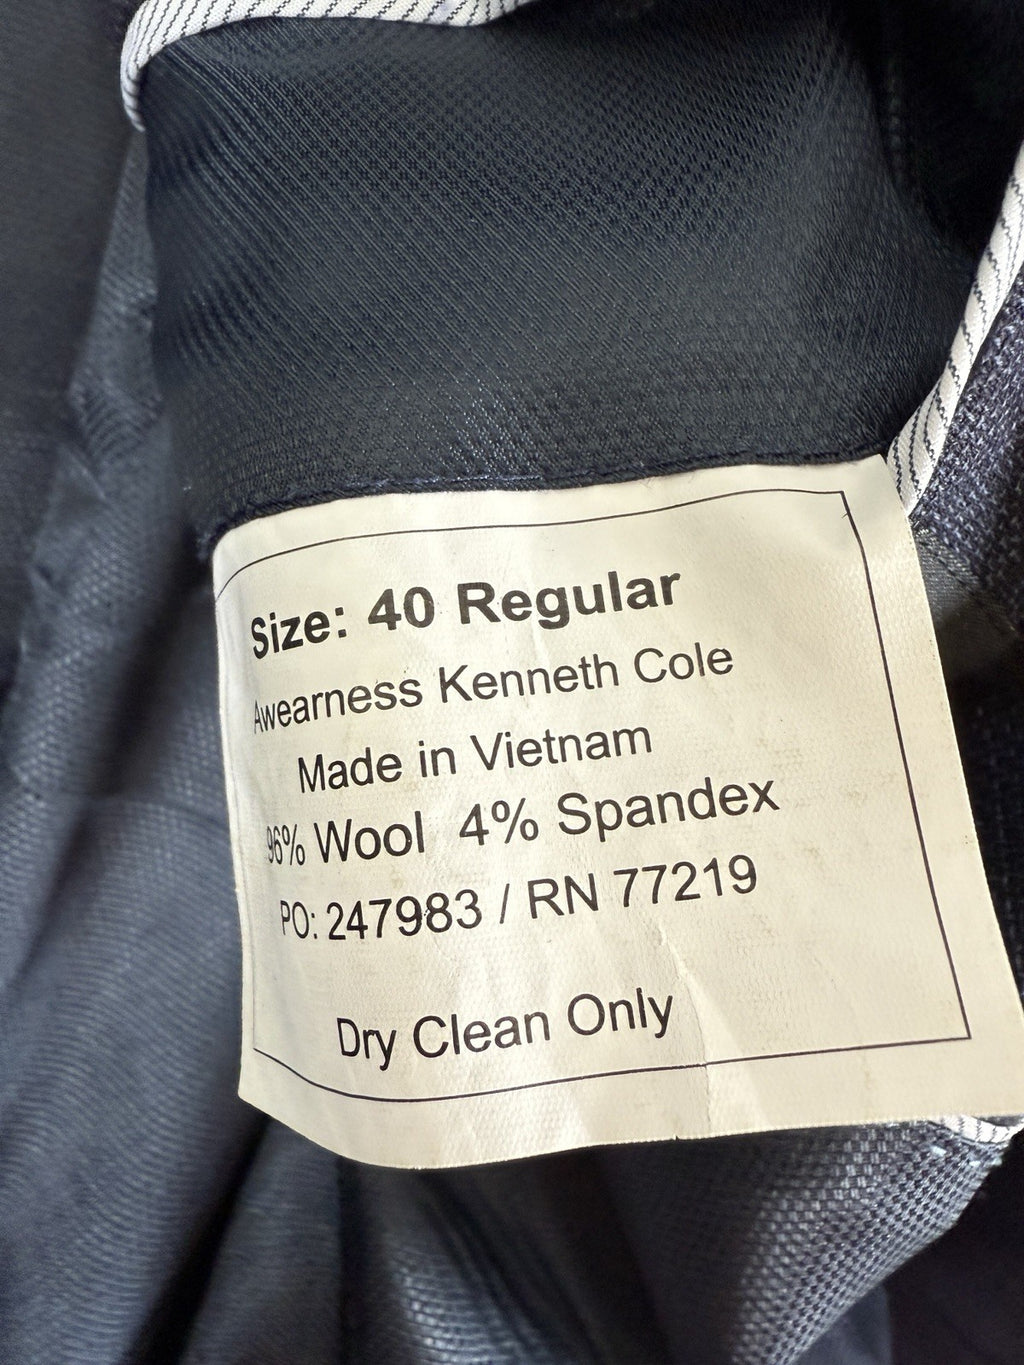 Size: 40 Regular
Awearness Kenneth Cole
Made in Vietnam
96% Wool 4% Spandex
PO: 247983 / RN 77219
Dry Clean Only